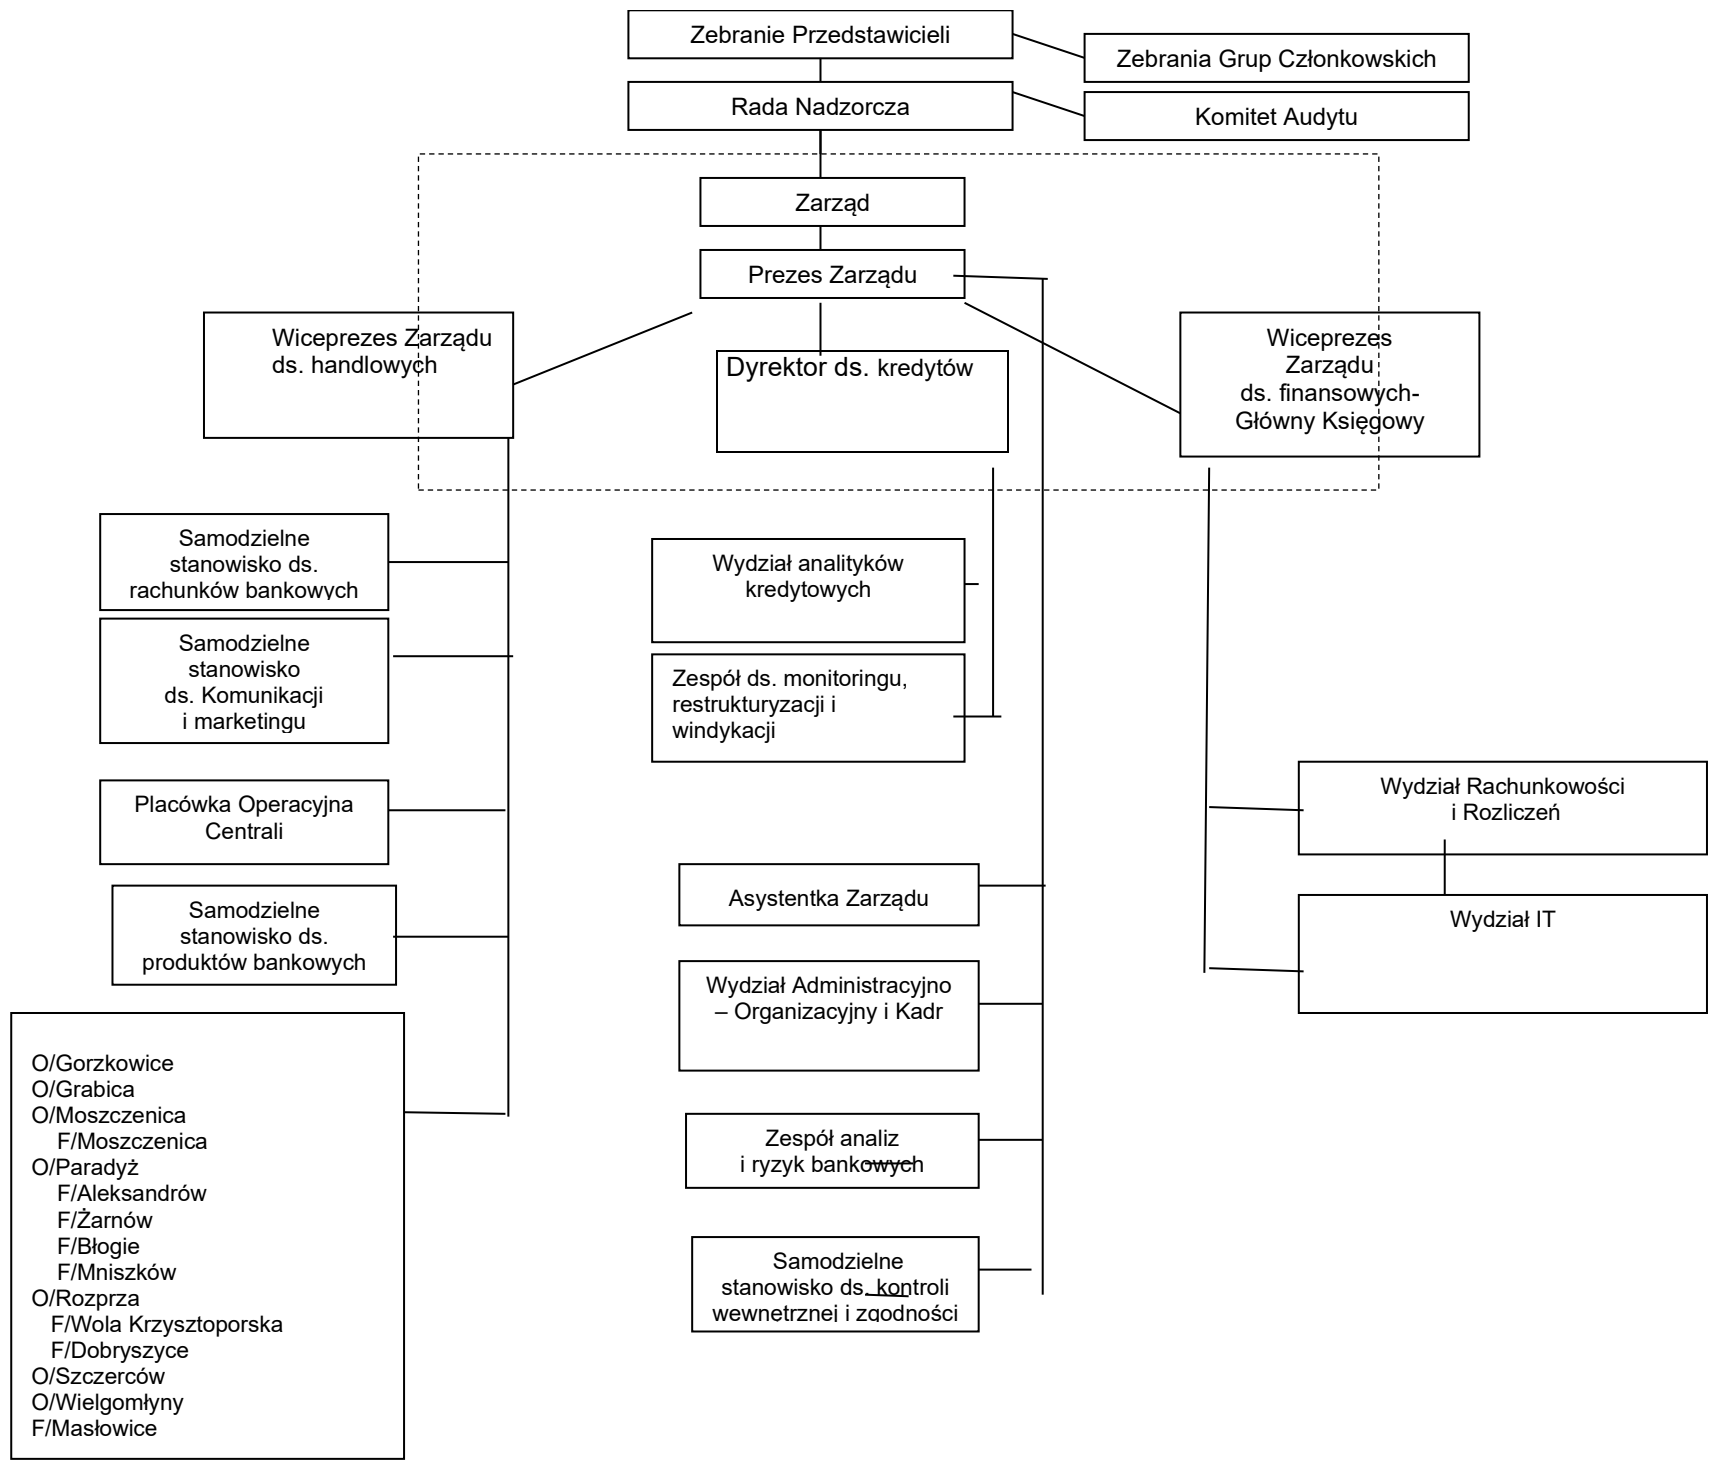 Zebranie Przedstawicieli
Zebrania Grup Członkowskich
Rada Nadzorcza
Komitet Audytu
Zarząd
Prezes Zarządu
Wiceprezes Zarządu
ds. handlowych
Dyrektor ds. kredytów
Wiceprezes
Zarządu
ds. finansowych-
Główny Księgowy
Samodzielne
stanowisko ds.
rachunków bankowych
Samodzielne
stanowisko
ds. Komunikacji
i marketingu
Placówka Operacyjna
Centrali
Samodzielne
stanowisko ds.
produktów bankowych
O/Gorzkowice
O/Grabica
O/Moszczenica
F/Moszczenica
O/Paradyż
F/Aleksandrów
F/Żarnów
F/Błogie
F/Mniszków
O/Rozprza
F/Wola Krzysztoporska
F/Dobryszyce
O/Szczerców
O/Wielgomłyny
F/Masłowice
Wydział analityków
kredytowych
Zespół ds. monitoringu,
restrukturyzacji i
windykacji
Asystentka Zarządu
Wydział Administracyjno
– Organizacyjny i Kadr
Zespół analiz
i ryzyk bankowych
Samodzielne
stanowisko ds. kontroli
wewnętrznej i zgodności
Wydział Rachunkowości
i Rozliczeń
Wydział IT